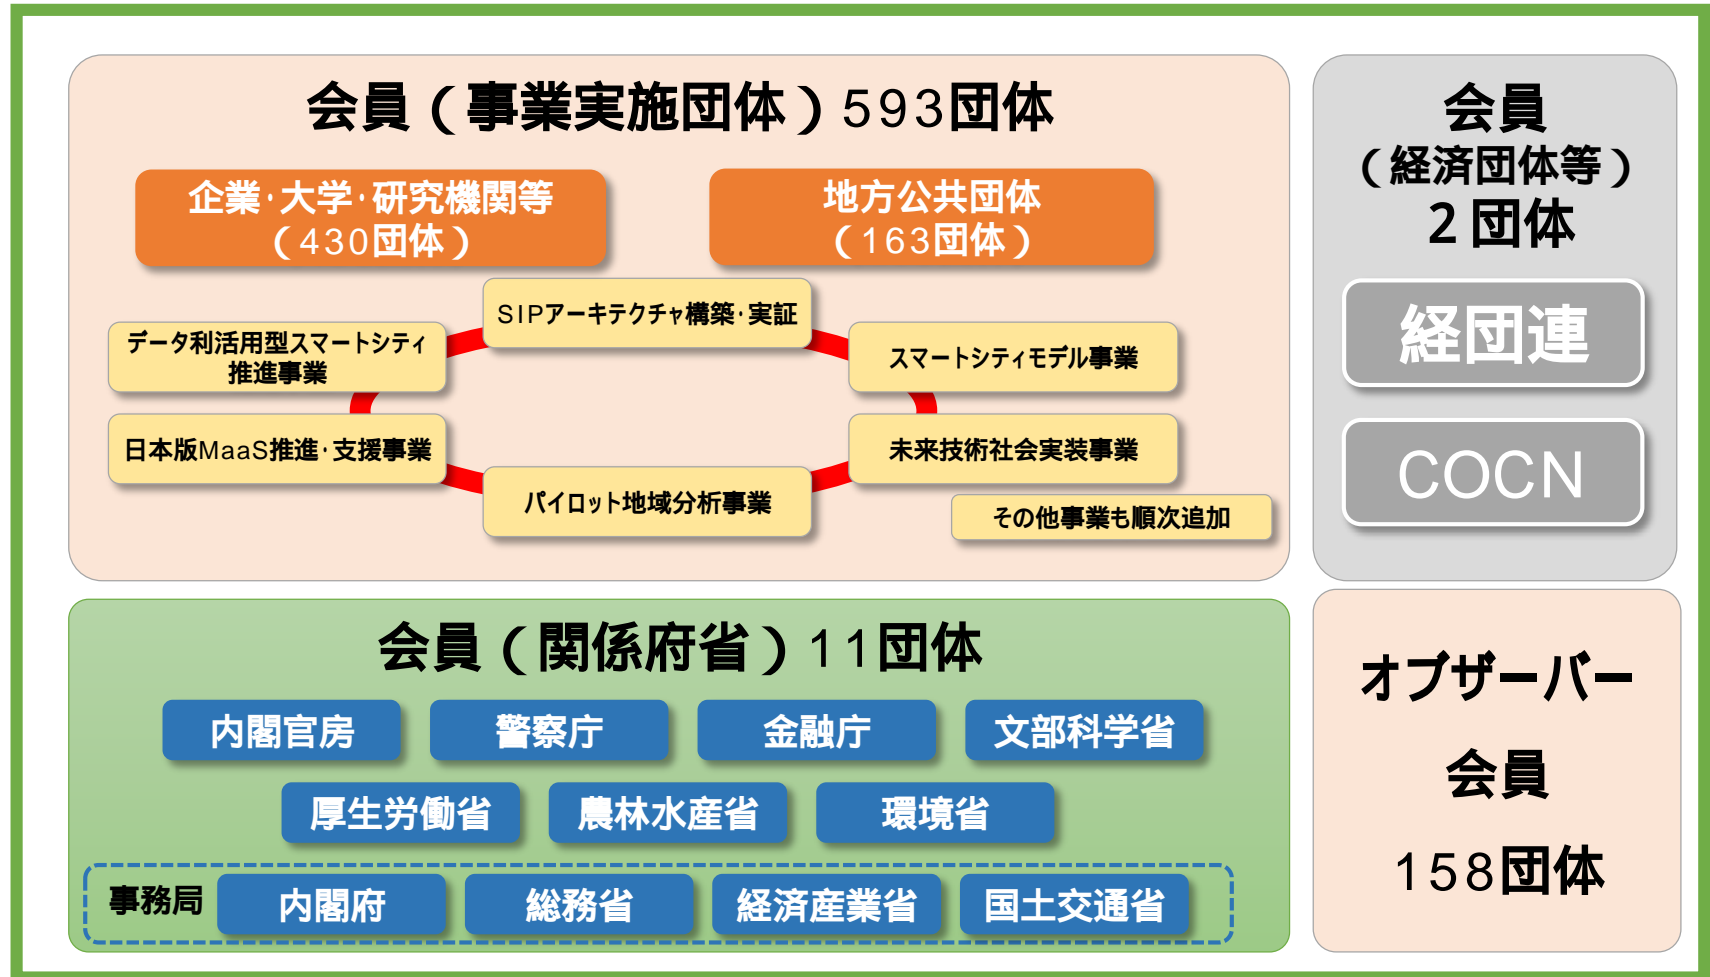 会員（事業実施団体）593団体
企業・大学・研究機関等
（430団体）
地方公共団体
（163団体）
SIPアーキテクチャ構築・実証
データ利活用型スマートシティ
推進事業
スマートシティモデル事業
日本版MaaS推進・支援事業
未来技術社会実装事業
パイロット地域分析事業
その他事業も順次追加
会員
（経済団体等）
2団体
経団連
COCN
会員（関係府省）11団体
内閣官房
警察庁
金融庁
文部科学省
厚生労働省
農林水産省
環境省
事務局
内閣府
総務省
経済産業省
国土交通省
オブザーバー
会員
158団体